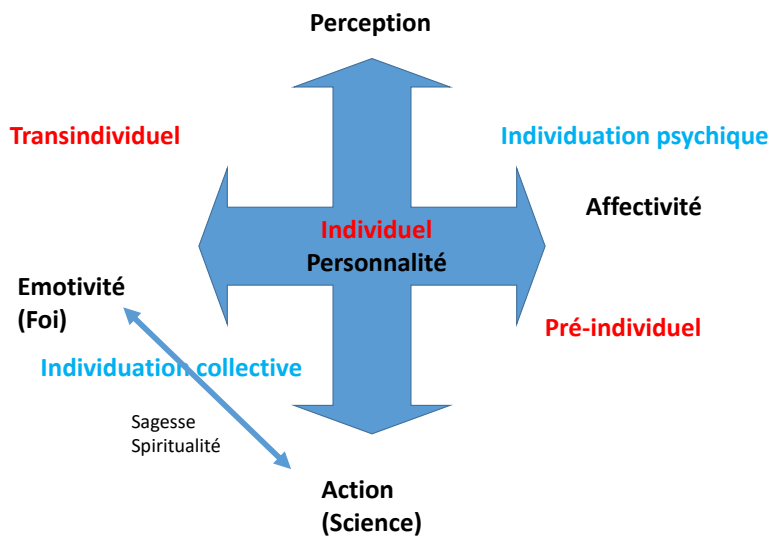 Perception
Transindividuel
Individuation psychique
Affectivité
Individuel
Personnalité
Emotivité
(Foi)
Pré-individuel
Individuation collective
Sagesse
Spiritualité
Action
(Science)